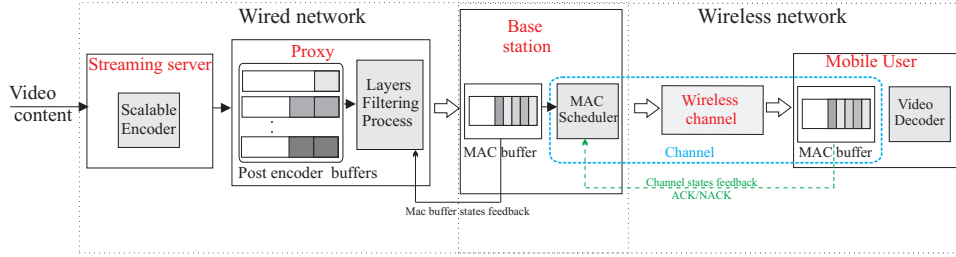 Wired network
Wireless network
Video
content
Streaming server
Scalable
Encoder
Proxy
Layers
Filtering
Process
Post encoder buffers
Base
station
MAC
Scheduler
MAC buffer
Wireless
channel
Channel
Mobile User
Video
Decoder
MAC buffer
Channel states feedback
ACK/NACK
Mac buffer states feedback